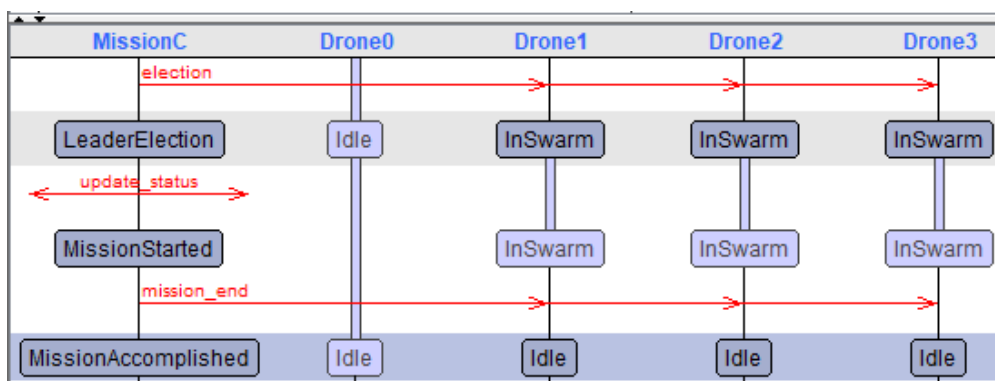 MissionC Drone0 Drone1 Drone2 Drone3
election
LeaderElection Idle InSwarm InSwarm InSwarm
update_status
MissionStarted InSwarm InSwarm InSwarm
mission_end
MissionAccomplished Idle Idle Idle Idle